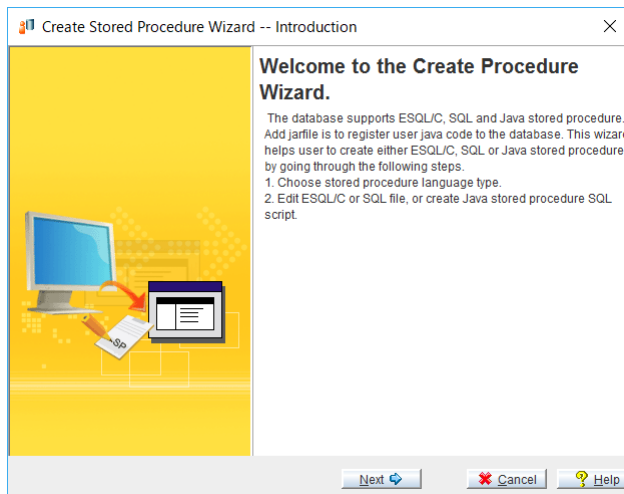 Create Stored Procedure Wizard -- Introduction
Welcome to the Create Procedure
Wizard.
The database supports ESQL/C, SQL and Java stored procedure.
Add jarfile is to register user java code to the database. This wizar
helps user to create either ESQL/C, SQL or Java stored procedure
by going through the following steps.
1. Choose stored procedure language type.
2. Edit ESQL/C or SQL file, or create Java stored procedure SQL
script.
SP
Next
Cancel
Help